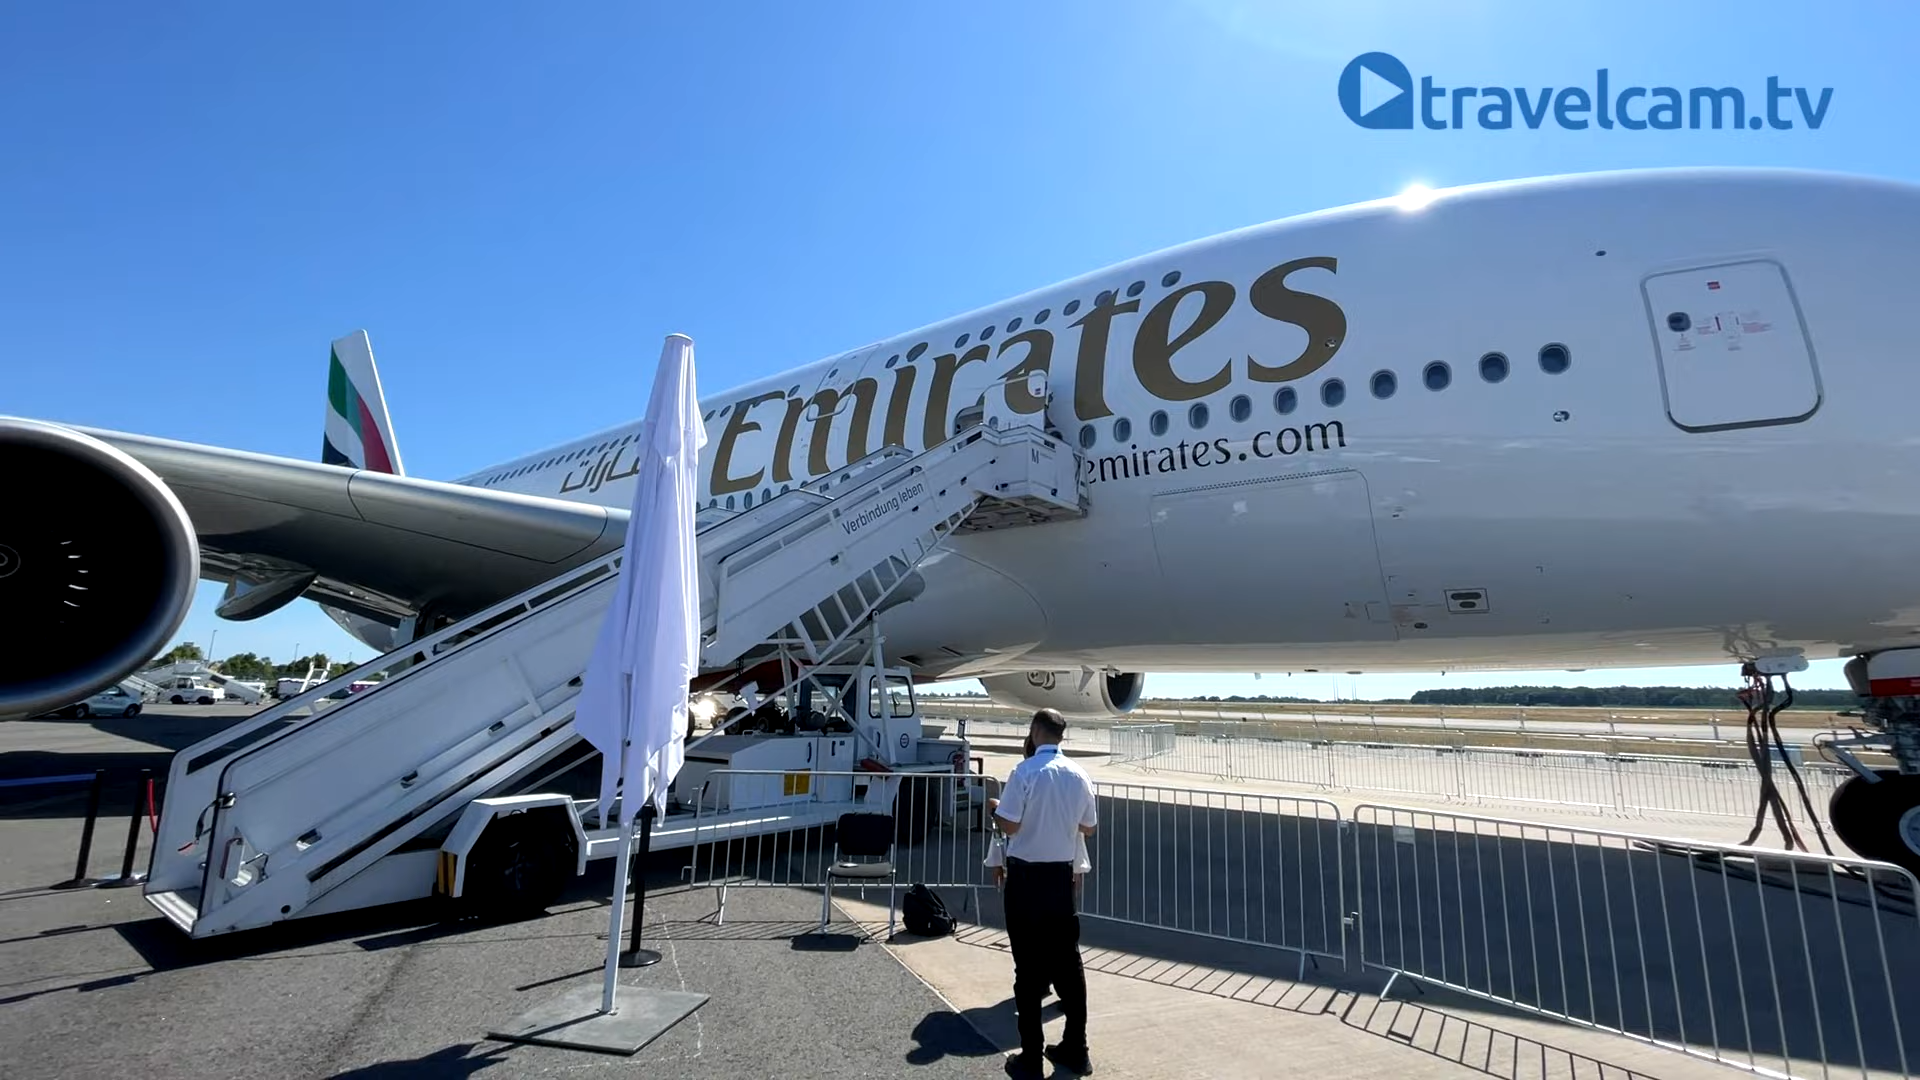 travelcam.tv
Emirates
emirates.com
Verbindung leben
M